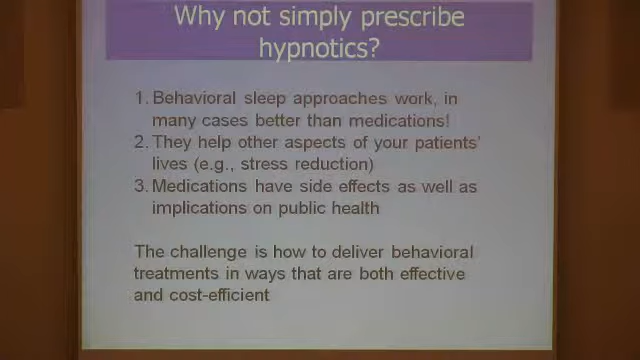 Why not simply prescribe
hypnotics?
1. Behavioral sleep approaches work, in
many cases better than medications!
2. They help other aspects of your patients'
lives (e.g., stress reduction)
3. Medications have side effects as well as
implications on public health
The challenge is how to deliver behavioral
treatments in ways that are both effective
and cost-efficient